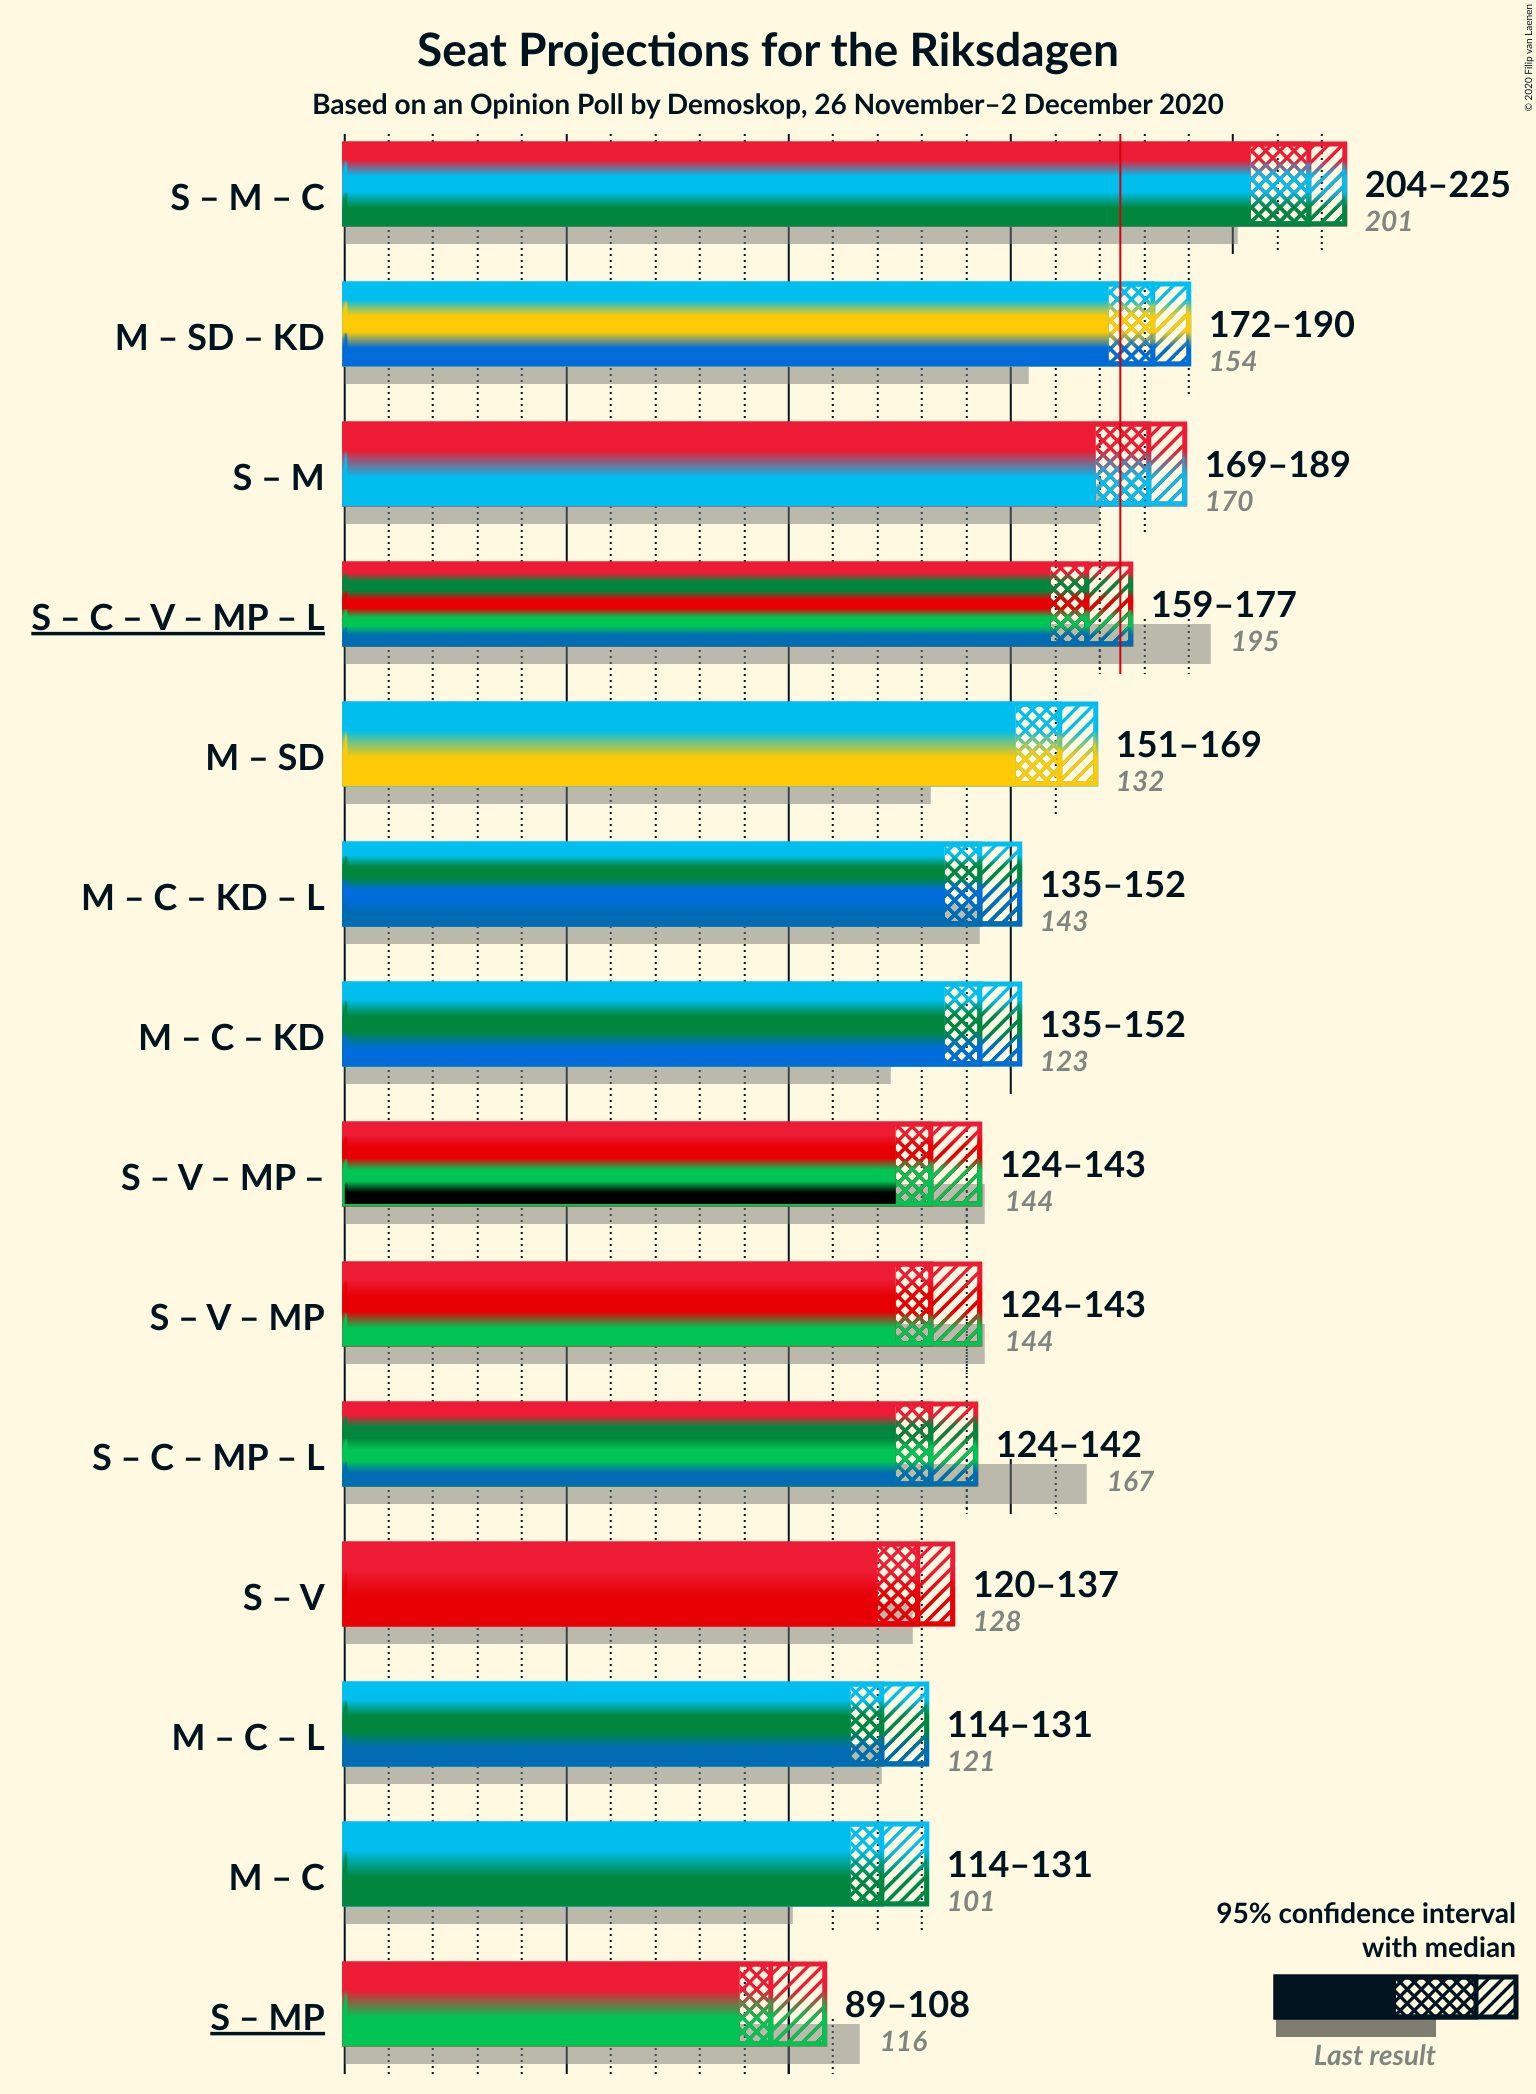 Seat Projections for the Riksdagen
Based on an Opinion Poll by Demoskop, 26 November–2 December 2020
© 2020 Filip van Laenen
S – M – C
204–225
201
M – SD – KD
172–190
154
S – M
169–189
170
S – C – V – MP – L
159–177
195
M – SD
151–169
132
M – C – KD – L
135–152
143
M – C – KD
135–152
123
S – V – MP –
124–143
144
S – V – MP
124–143
144
S – C – MP – L
124–142
167
S – V
120–137
128
M – C – L
114–131
121
M – C
114–131
101
S – MP
89–108
116
95% confidence interval
with median
Last result